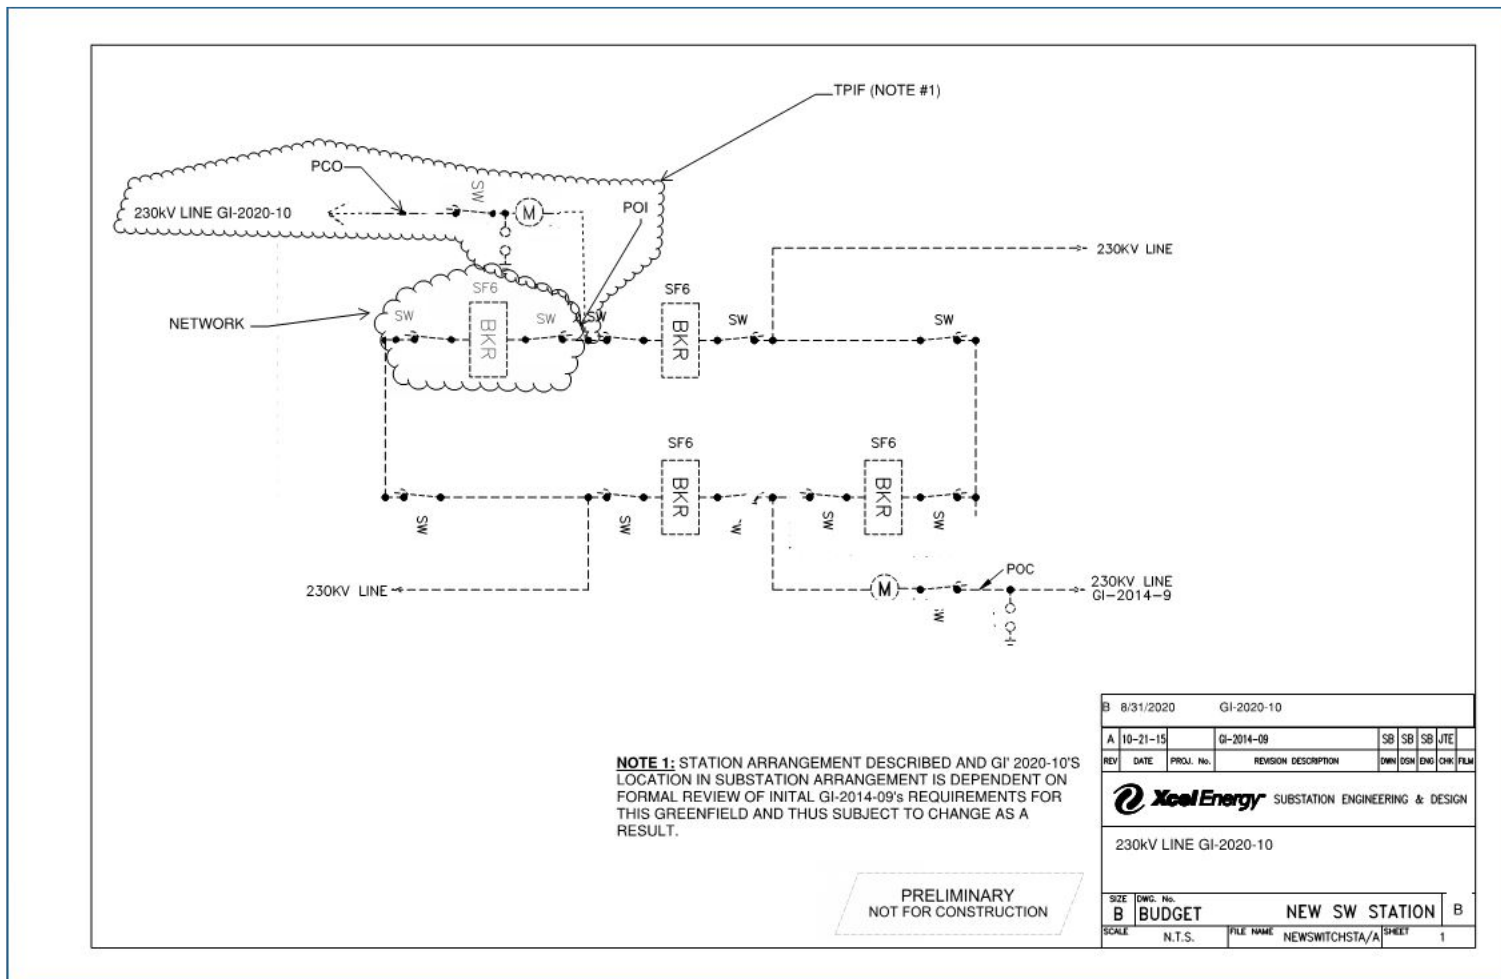 TPIF (NOTE #1)
PCO
SW
230kV LINE GI-2020-10
M
POI
230KV LINE
SF6
SF6
NETWORK
SW
SW
SW
SW
SW
BKR
BKR
SF6
SF6
BKR
BKR
SW
SW
SW
SW
POC
230KV LINE
M
230KV LINE
GI-2014-9
B 8/31/2020 GI-2020-10
A 10-21-15 GI-2014-09 SB SB SB JTE
REV DATE PROJ. No. REVISION DESCRIPTION DWN DSN ENG CHK FLM
Xcel Energy SUBSTATION ENGINEERING & DESIGN
230kV LINE GI-2020-10
NOTE 1: STATION ARRANGEMENT DESCRIBED AND GI' 2020-10'S
LOCATION IN SUBSTATION ARRANGEMENT IS DEPENDENT ON
FORMAL REVIEW OF INITAL GI-2014-09's REQUIREMENTS FOR
THIS GREENFIELD AND THUS SUBJECT TO CHANGE AS A
RESULT.
PRELIMINARY
NOT FOR CONSTRUCTION
SIZE DWG. No.
B BUDGET NEW SW STATION B
SCALE N.T.S. FILE NAME NEWSWITCHSTA/A SHEET 1